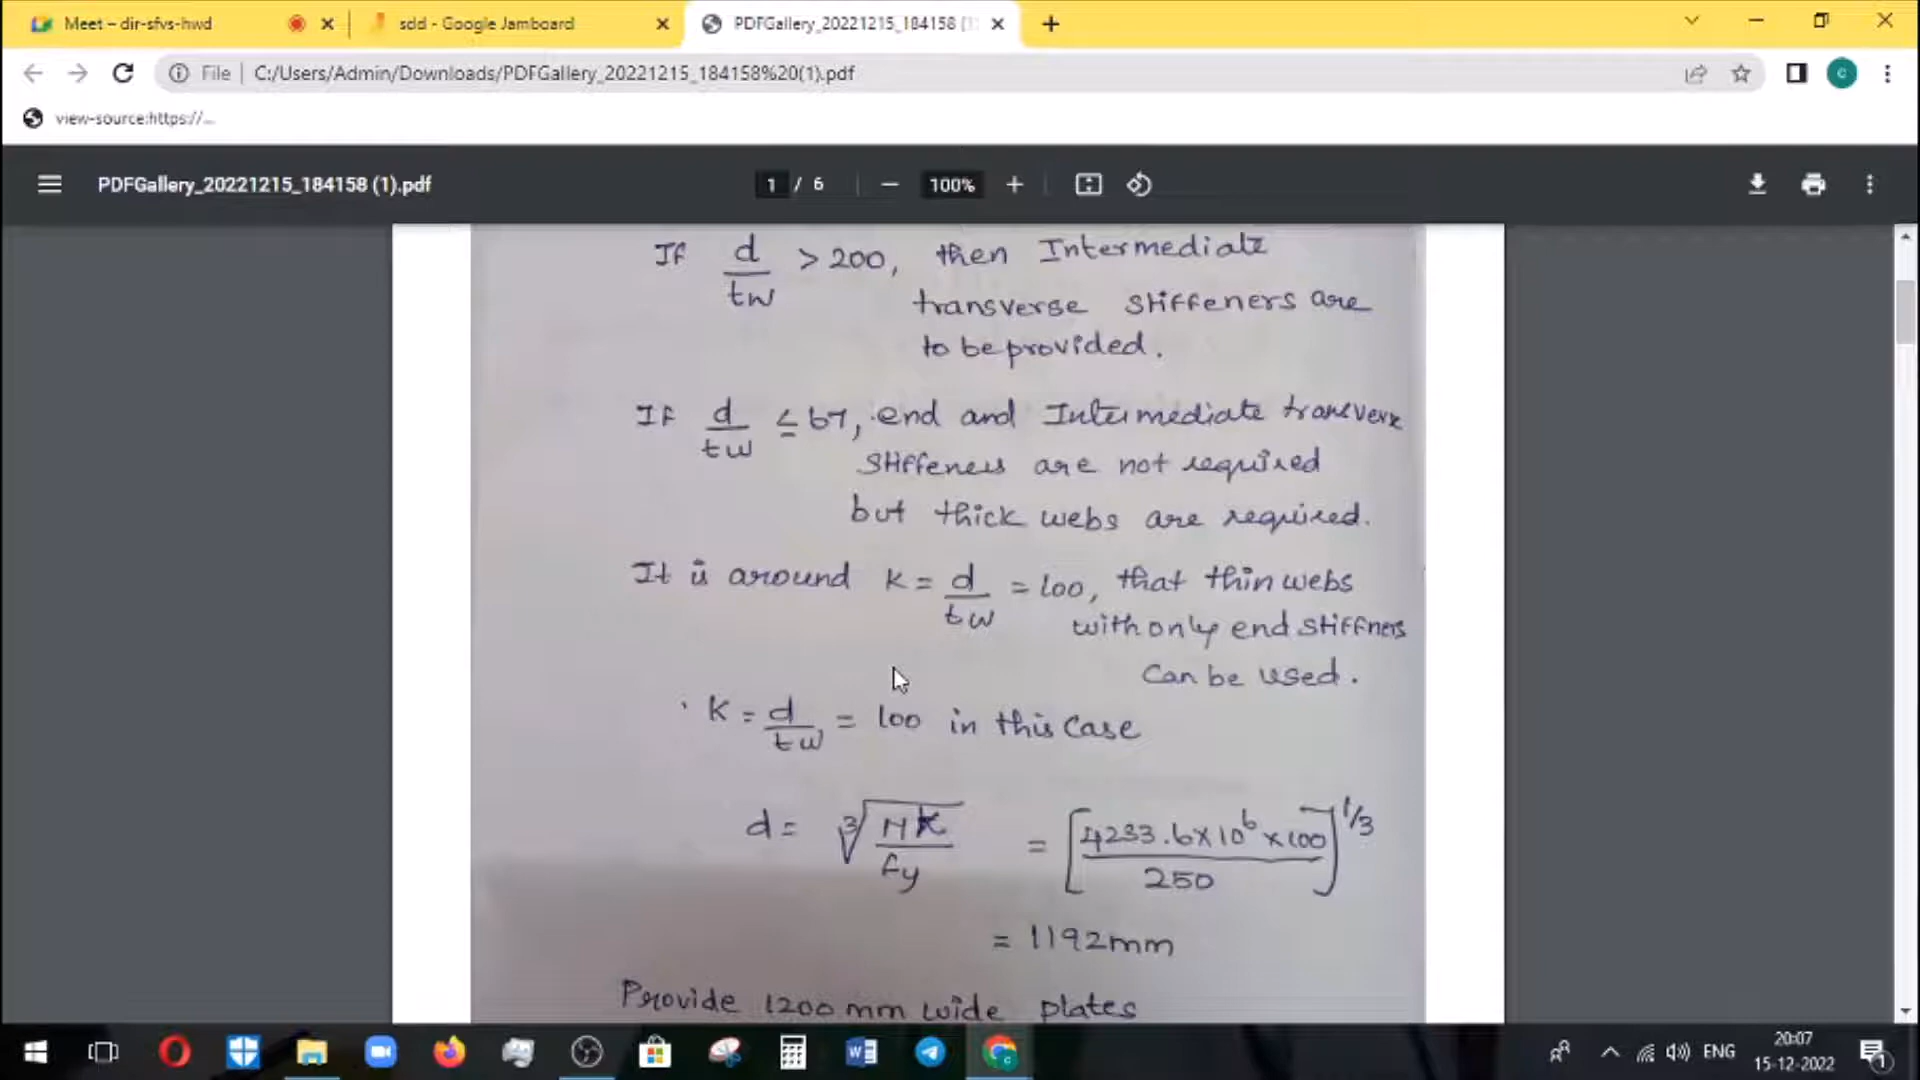 Meet – dir-sfvs-hwd
sdd - Google Jamboard
PDFGallery_20221215_184158 (1).
File | C:/Users/Admin/Downloads/PDFGallery_20221215_184158%20(1).pdf
view-source:https://...
PDFGallery_20221215_184158 (1).pdf
1 / 6
100%
If d/tw > 200, then Intermediate
transverse stiffeners are
to be provided.
If d/tw ≤ 67, end and Intermediate transverse
stiffeners are not required
but thick webs are required.
It is around k = d/tw = 100, that thin webs
with only end stiffners
can be used.
k = d/tw = 100 in this case
d = ∛(Mk/fy) = [4233.6×10⁶×100/250]^1/3
= 1192mm
Provide 1200mm wide plates
ENG
20:07
15-12-2022
1